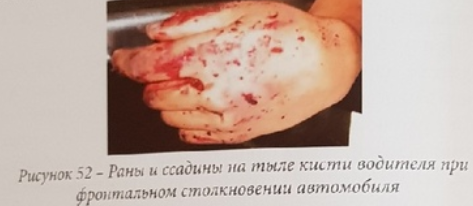 Рисунок 52 – Раны и ссадины на тыле кисти водителя при
фронтальном столкновении автомобиля